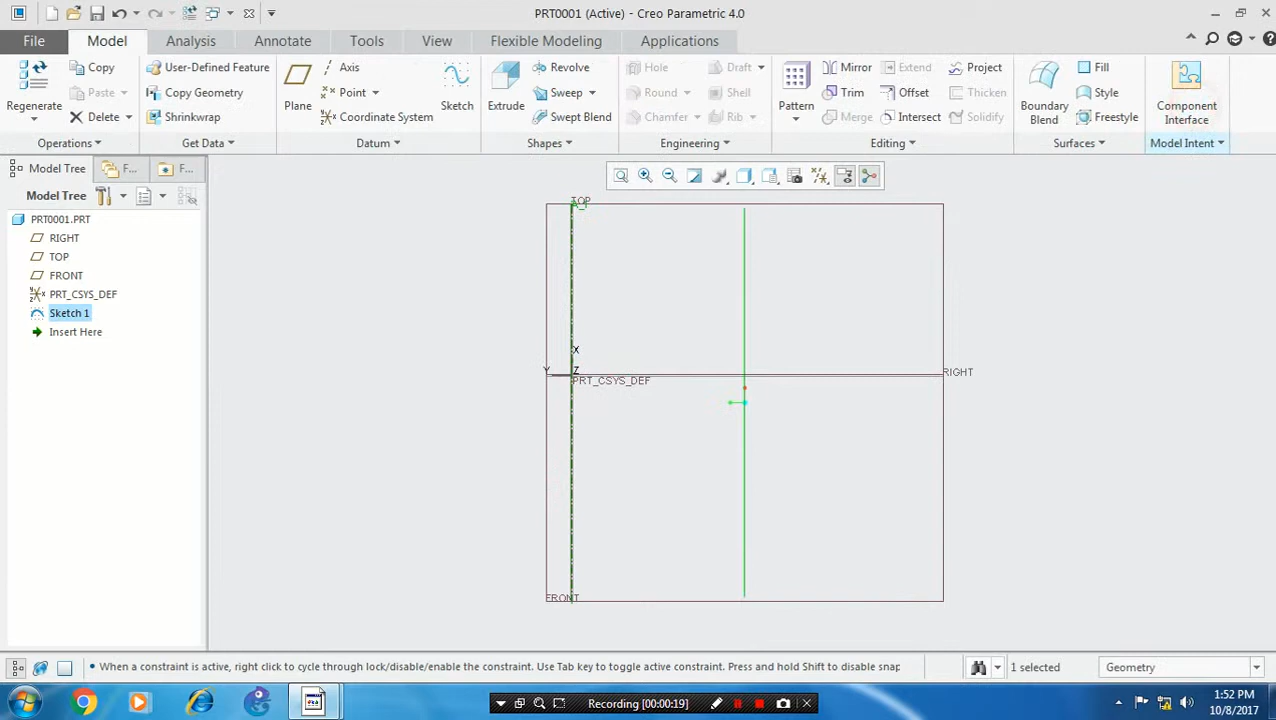 PRT0001 (Active) - Creo Parametric 4.0
File Model Analysis Annotate Tools View Flexible Modeling Applications
Regenerate
Copy
Paste
Delete
Operations
User-Defined Feature
Copy Geometry
Shrinkwrap
Get Data
Plane
Axis
Point
Coordinate System
Sketch
Datum
Extrude
Revolve
Sweep
Swept Blend
Shapes
Hole
Round
Chamfer
Draft
Shell
Rib
Engineering
Pattern
Mirror
Trim
Merge
Extend
Offset
Intersect
Project
Thicken
Solidify
Editing
Boundary
Blend
Fill
Style
Freestyle
Surfaces
Component
Interface
Model Intent
Model Tree F... F...
Model Tree
PRT0001.PRT
RIGHT
TOP
FRONT
PRT_CSYS_DEF
Sketch 1
Insert Here
TOP
X
Y Z
PRT_CSYS_DEF
RIGHT
FRONT
When a constraint is active, right click to cycle through lock/disable/enable the constraint. Use Tab key to toggle active constraint. Press and hold Shift to disable snap
1 selected
Geometry
Recording [00:00:19]
1:52 PM
10/8/2017